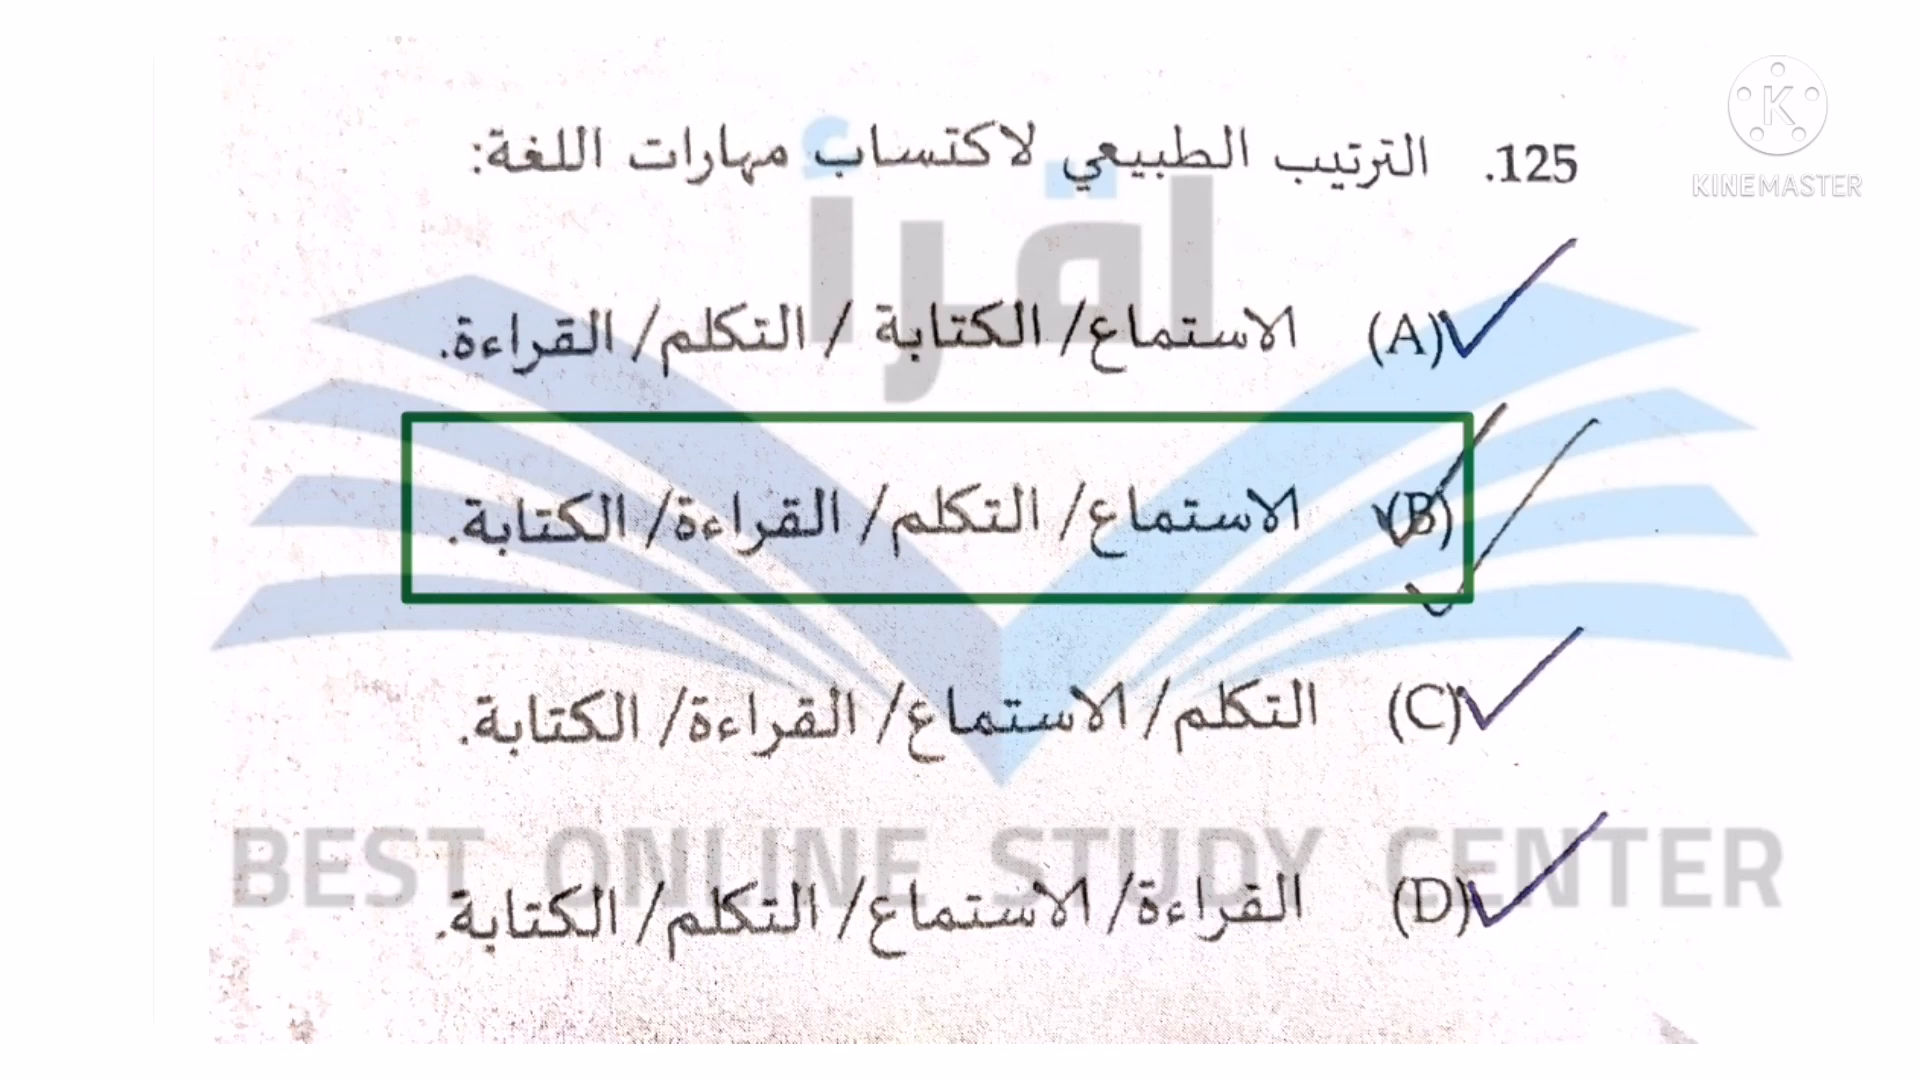 KINEMASTER
125. الترتيب الطبيعي لاكتساب مهارات اللغة:
اقرأ
(A) الاستماع/ الكتابة / التكلم/ القراءة.
(B) الاستماع/ التكلم/ القراءة/ الكتابة.
(C) التكلم/ الاستماع/ القراءة/ الكتابة.
BEST ONLINE STUDY CENTER
(D) القراءة/ الاستماع/ التكلم/ الكتابة.